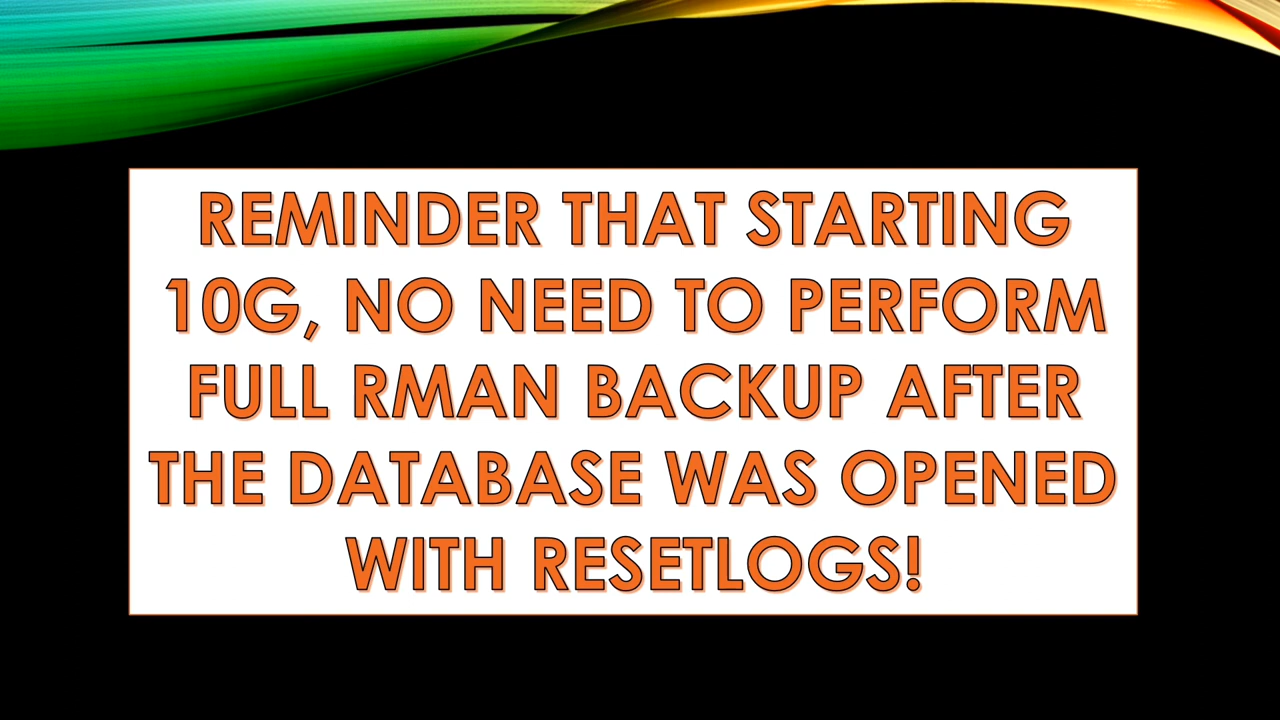 REMINDER THAT STARTING
10G, NO NEED TO PERFORM
FULL RMAN BACKUP AFTER
THE DATABASE WAS OPENED
WITH RESETLOGS!